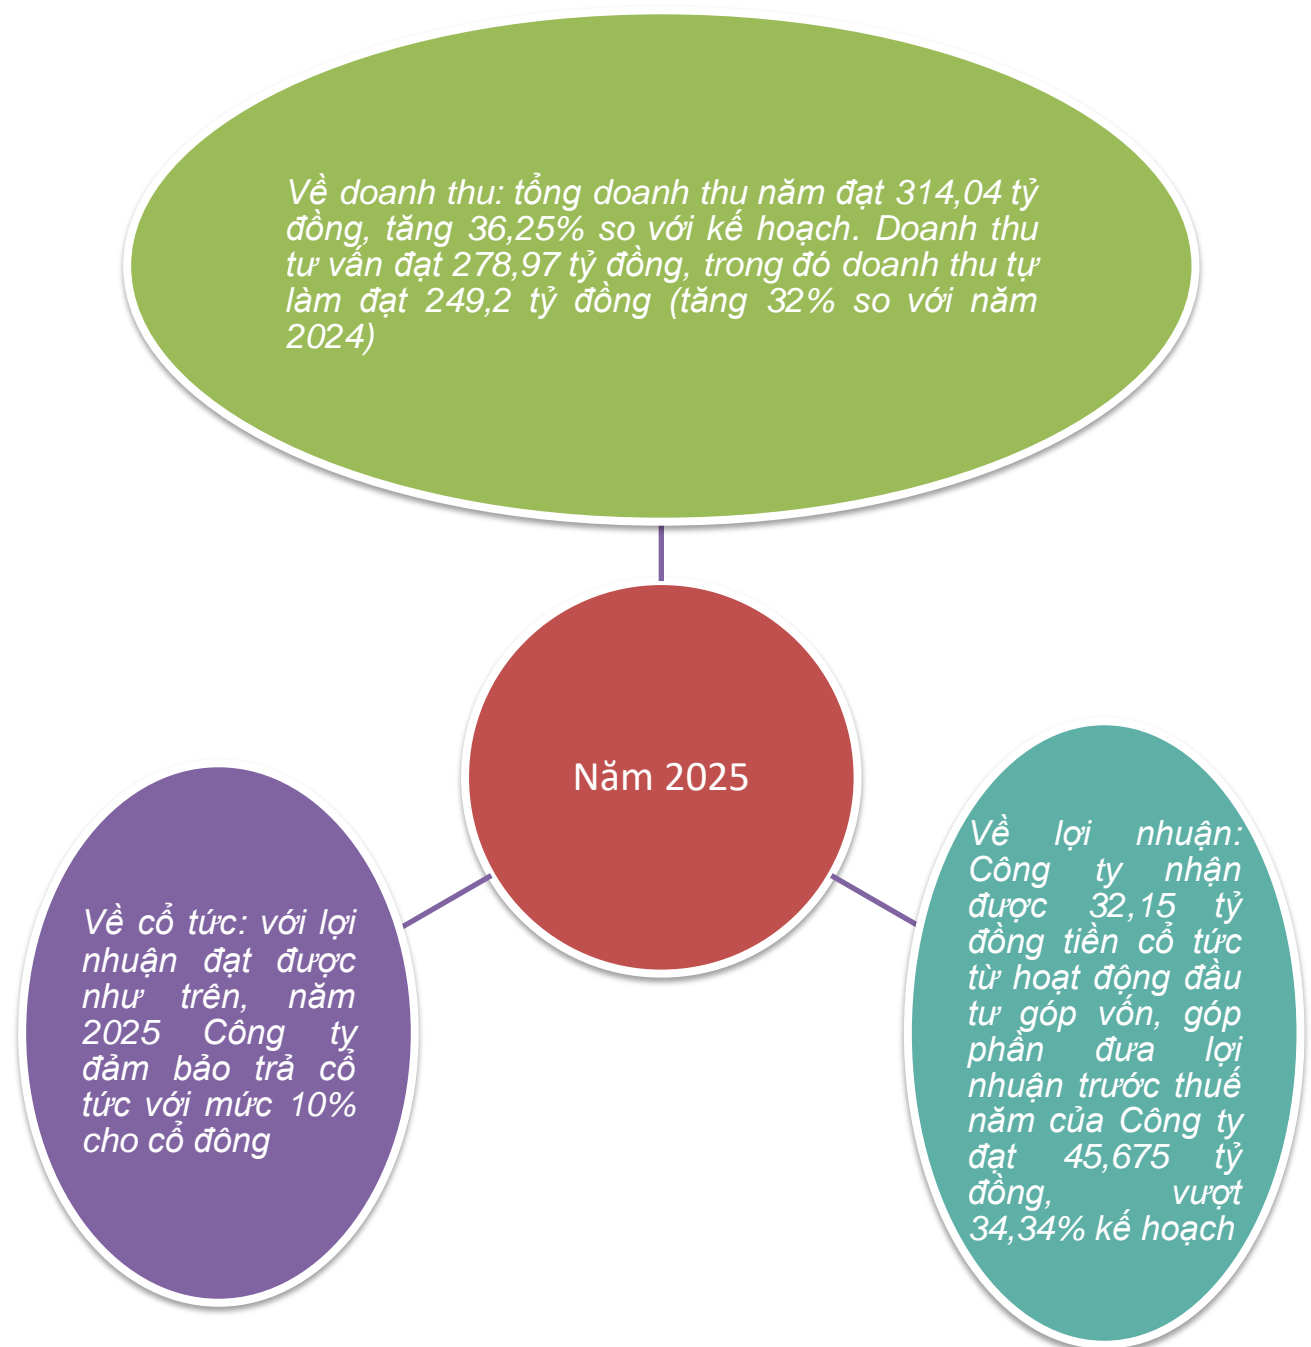 Về doanh thu: tổng doanh thu năm đạt 314,04 tỷ
đồng, tăng 36,25% so với kế hoạch. Doanh thu
tư vấn đạt 278,97 tỷ đồng, trong đó doanh thu tự
làm đạt 249,2 tỷ đồng (tăng 32% so với năm
2024)
Năm 2025
Về cổ tức: với lợi
nhuận đạt được
như trên, năm
2025 Công ty
đảm bảo trả cổ
tức với mức 10%
cho cổ đông
Về lợi nhuận:
Công ty nhận
được 32,15 tỷ
đồng tiền cổ tức
từ hoạt động đầu
tư góp vốn, góp
phần đưa lợi
nhuận trước thuế
năm của Công ty
đạt 45,675 tỷ
đồng, vượt
34,34% kế hoạch